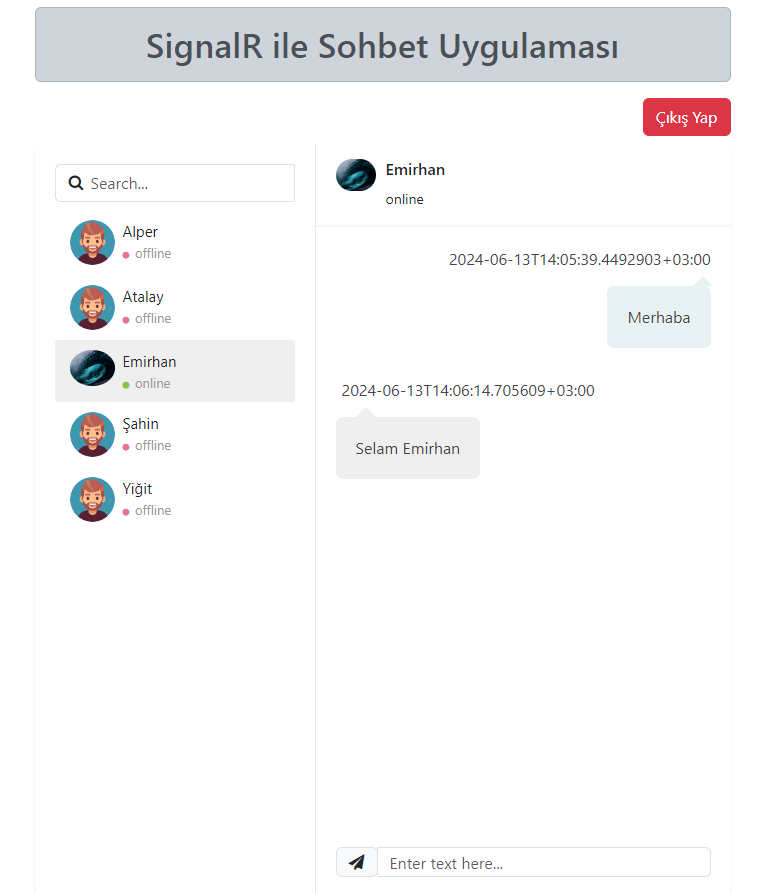 SignalR ile Sohbet Uygulaması
Çıkış Yap
Search...
Alper
offline
Atalay
offline
Emirhan
online
Şahin
offline
Yiğit
offline
Emirhan
online
2024-06-13T14:05:39.4492903+03:00
Merhaba
2024-06-13T14:06:14.705609+03:00
Selam Emirhan
Enter text here...